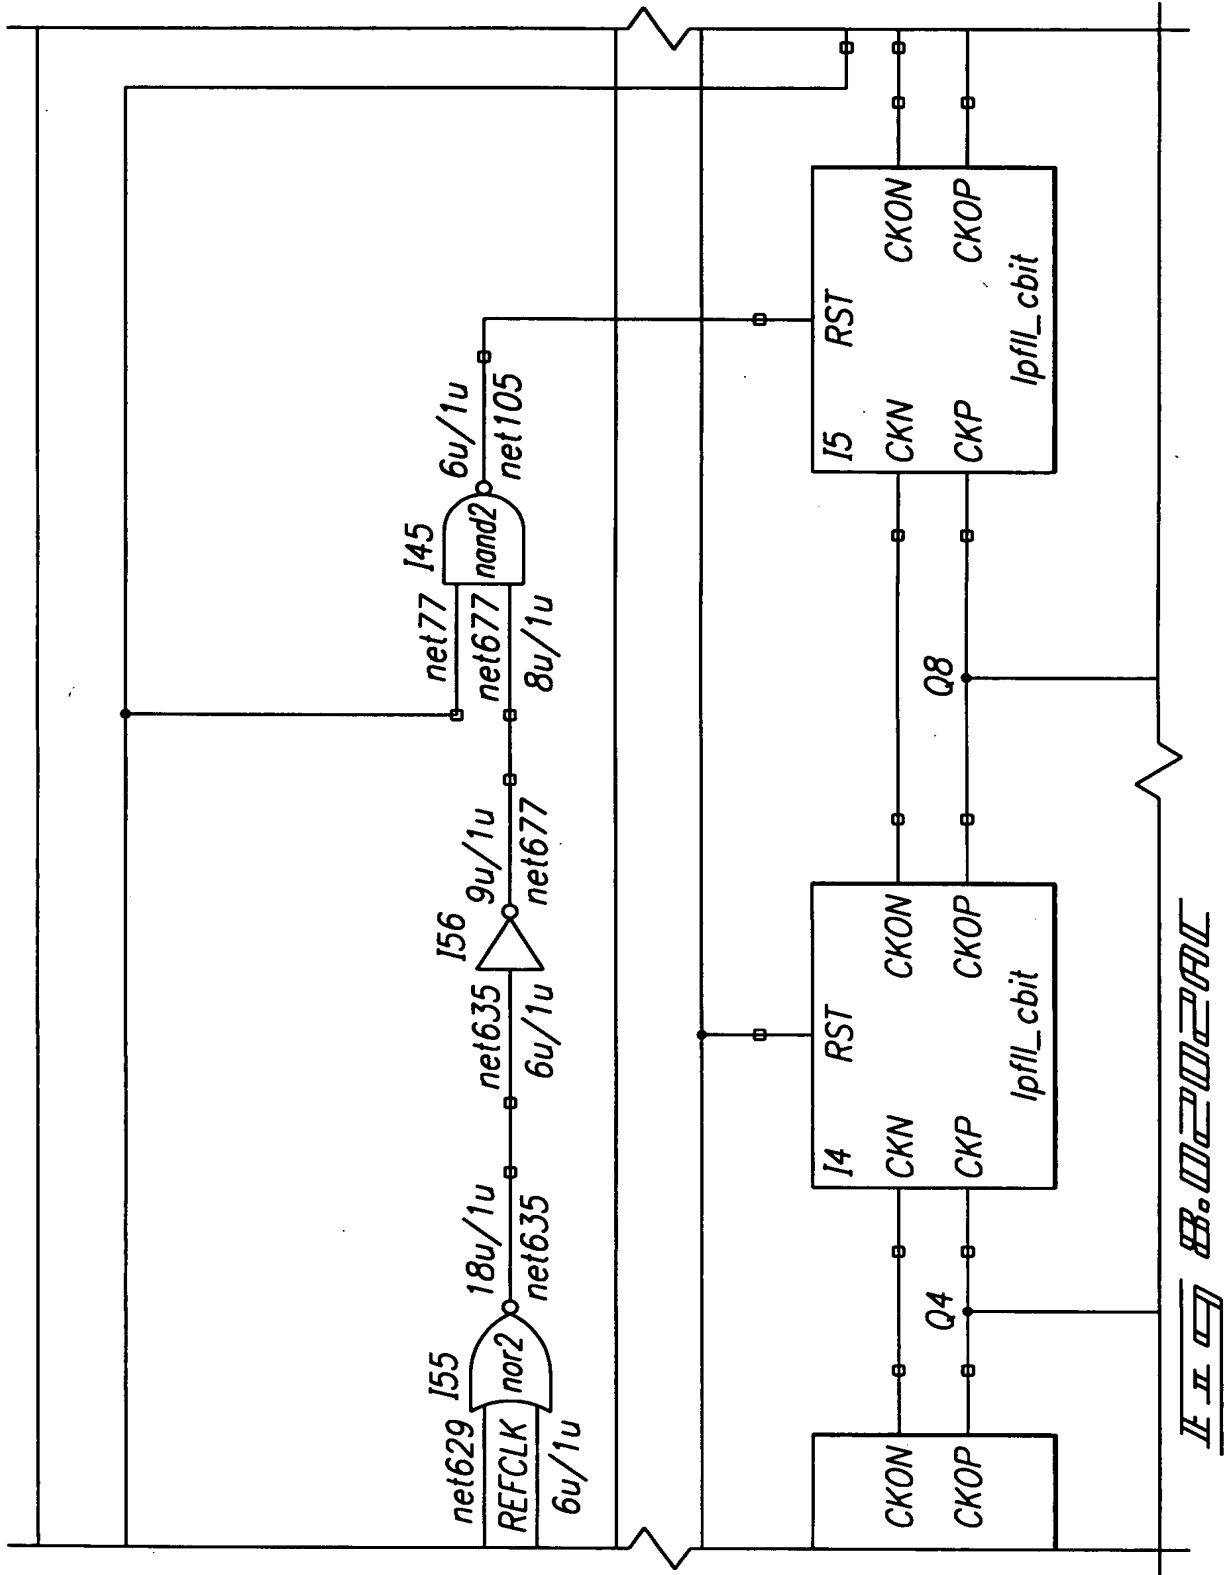 I55
net629
nor2
18u/1u
REFCLK
net635
6u/1u
I56
net635
9u/1u
6u/1u
net677
I45
net77
nand2
6u/1u
net677
net105
8u/1u
CKON
CKOP
Q4
I4
RST
CKN
CKON
CKP
CKOP
lpfll_cbit
Q8
I5
RST
CKN
CKON
CKP
CKOP
lpfll_cbit